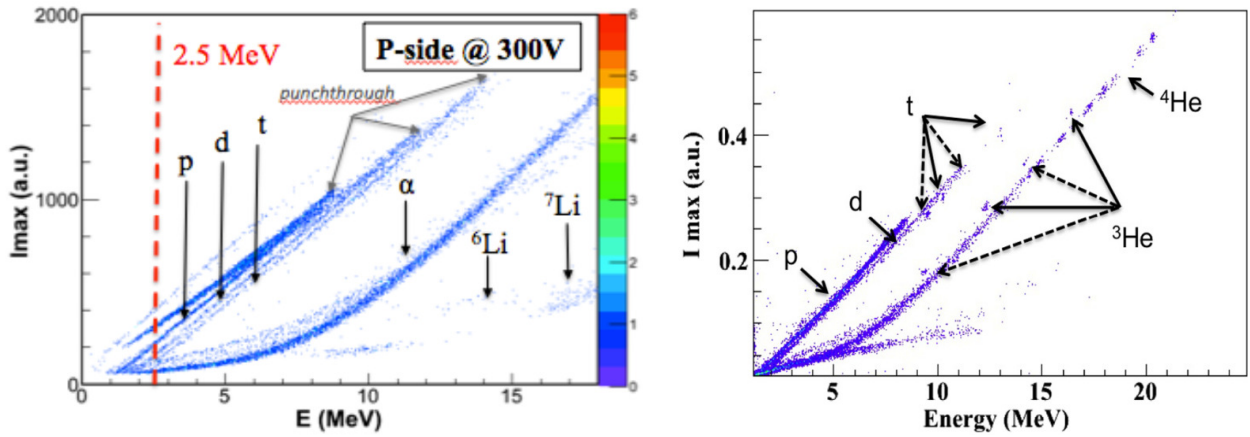 2000
6
2.5 MeV
P-side @ 300V
5
punchthrough
t
d
p
4
Imax (a.u.)
1000
α
3
⁷Li
⁶Li
2
1
0
0
0
5
10
15
E (MeV)
I max (a.u.)
0.4
0.2
t
⁴He
d
³He
p
5
10
15
20
Energy (MeV)